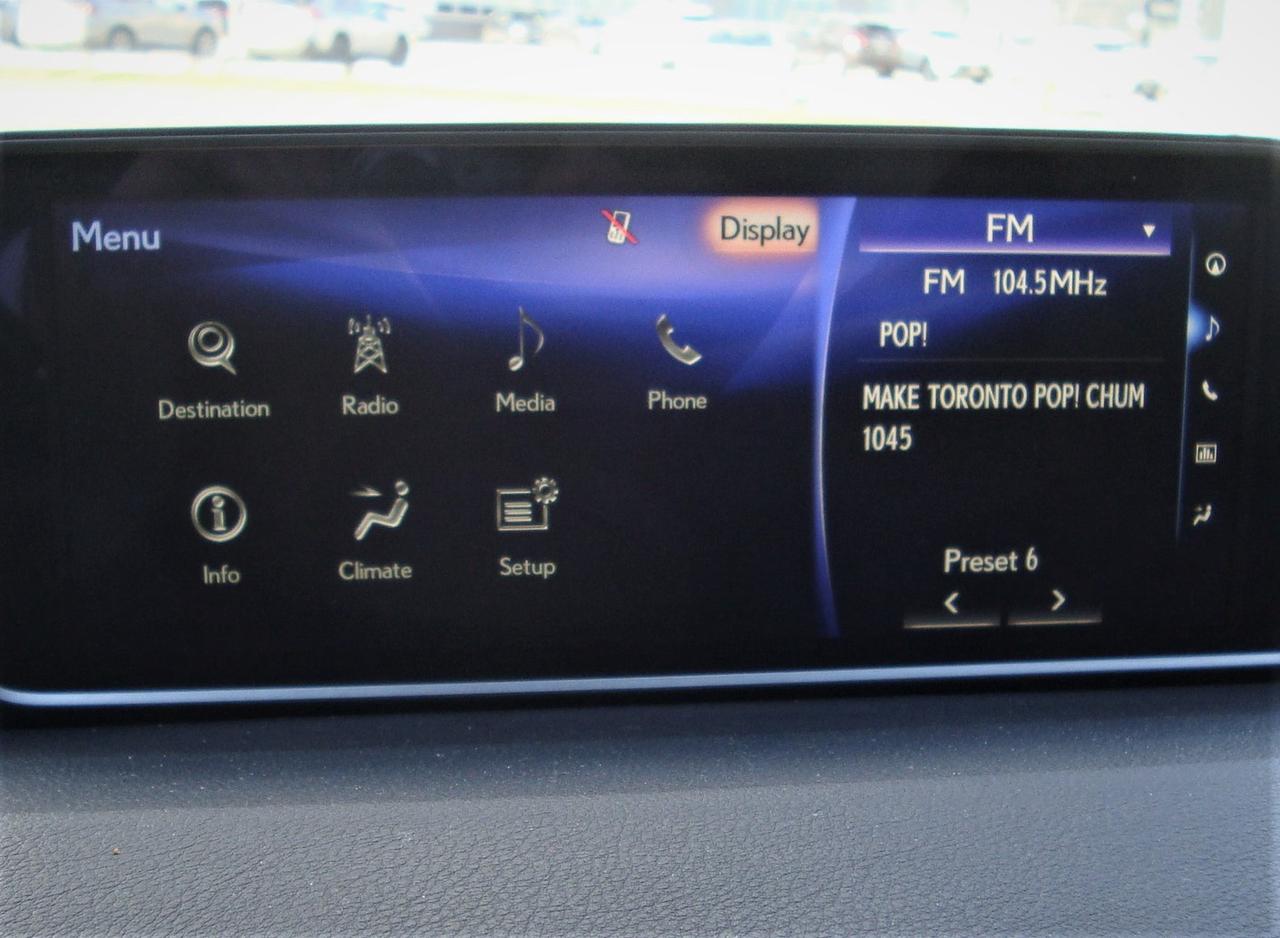 Menu
Display
Destination
Radio
Media
Phone
Info
Climate
Setup
FM
FM 104.5MHz
POP!
MAKE TORONTO POP! CHUM
1045
Preset 6